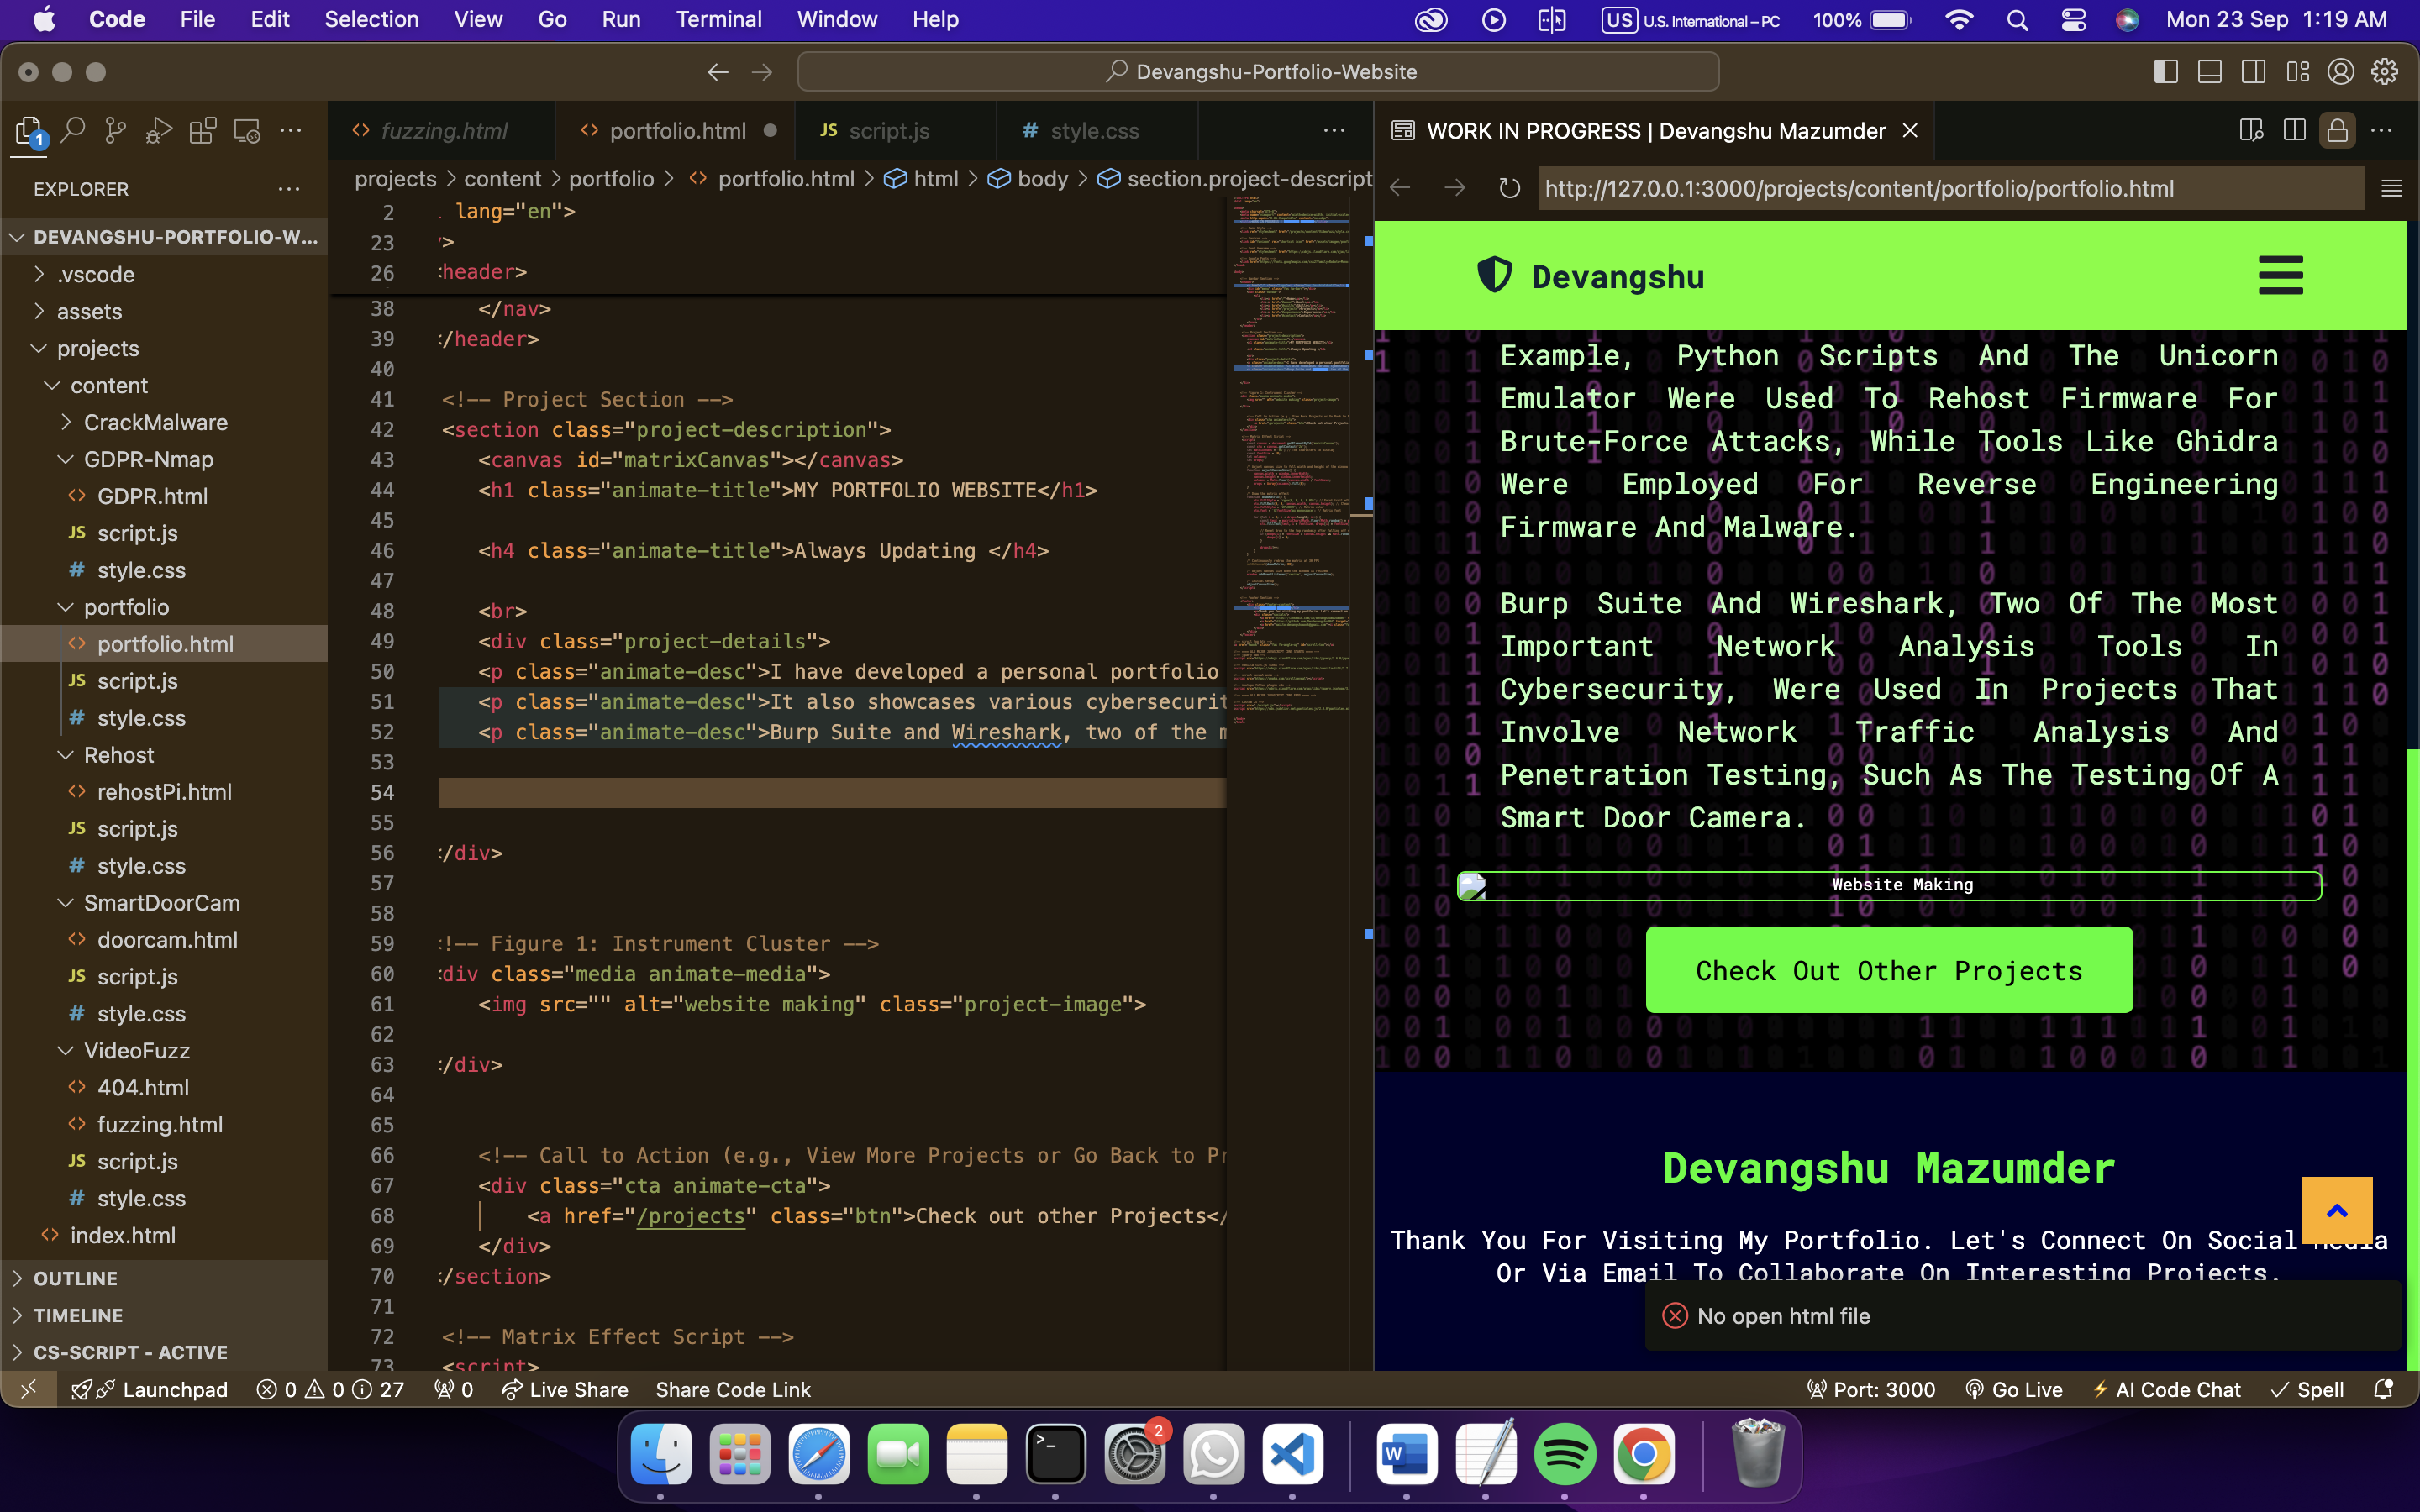 Code File Edit Selection View Go Run Terminal Window Help US U.S. International – PC 100% Mon 23 Sep 1:19 AM
Devangshu-Portfolio-Website
1
fuzzing.html
portfolio.html
JS script.js
# style.css
WORK IN PROGRESS | Devangshu Mazumder
EXPLORER
projects > content > portfolio > <> portfolio.html > html > body > section.project-descript
http://127.0.0.1:3000/projects/content/portfolio/portfolio.html
DEVANGSHU-PORTFOLIO-W...
.vscode
assets
projects
content
CrackMalware
GDPR-Nmap
<> GDPR.html
JS script.js
# style.css
portfolio
<> portfolio.html
JS script.js
# style.css
Rehost
<> rehostPi.html
JS script.js
# style.css
SmartDoorCam
<> doorcam.html
JS script.js
# style.css
VideoFuzz
<> 404.html
<> fuzzing.html
JS script.js
# style.css
<> index.html
OUTLINE
TIMELINE
CS-SCRIPT - ACTIVE
2 lang="en">
23 >
26 header>
38 </nav>
39 /header>
40
41 <!-- Project Section -->
42 <section class="project-description">
43 <canvas id="matrixCanvas"></canvas>
44 <h1 class="animate-title">MY PORTFOLIO WEBSITE</h1>
45
46 <h4 class="animate-title">Always Updating </h4>
47
48 <br>
49 <div class="project-details">
50 <p class="animate-desc">I have developed a personal portfolio
51 <p class="animate-desc">It also showcases various cybersecurit
52 <p class="animate-desc">Burp Suite and Wireshark, two of the m
53
54
55
56 /div>
57
58
59 !-- Figure 1: Instrument Cluster -->
60 div class="media animate-media">
61 <img src="" alt="website making" class="project-image">
62
63 /div>
64
65
66 <!-- Call to Action (e.g., View More Projects or Go Back to Pr
67 <div class="cta animate-cta">
68 <a href="/projects" class="btn">Check out other Projects</
69 </div>
70 /section>
71
72 <!-- Matrix Effect Script -->
73 <script>
Devangshu
Example, Python Scripts And The Unicorn
Emulator Were Used To Rehost Firmware For
Brute-Force Attacks, While Tools Like Ghidra
Were Employed For Reverse Engineering
Firmware And Malware.
Burp Suite And Wireshark, Two Of The Most
Important Network Analysis Tools In
Cybersecurity, Were Used In Projects That
Involve Network Traffic Analysis And
Penetration Testing, Such As The Testing Of A
Smart Door Camera.
Website Making
Check Out Other Projects
Devangshu Mazumder
Thank You For Visiting My Portfolio. Let's Connect On Social Media
Or Via Email To Collaborate On Interesting Projects.
No open html file
Launchpad 0 0 27 0 Live Share Share Code Link Port: 3000 Go Live AI Code Chat Spell
2
W